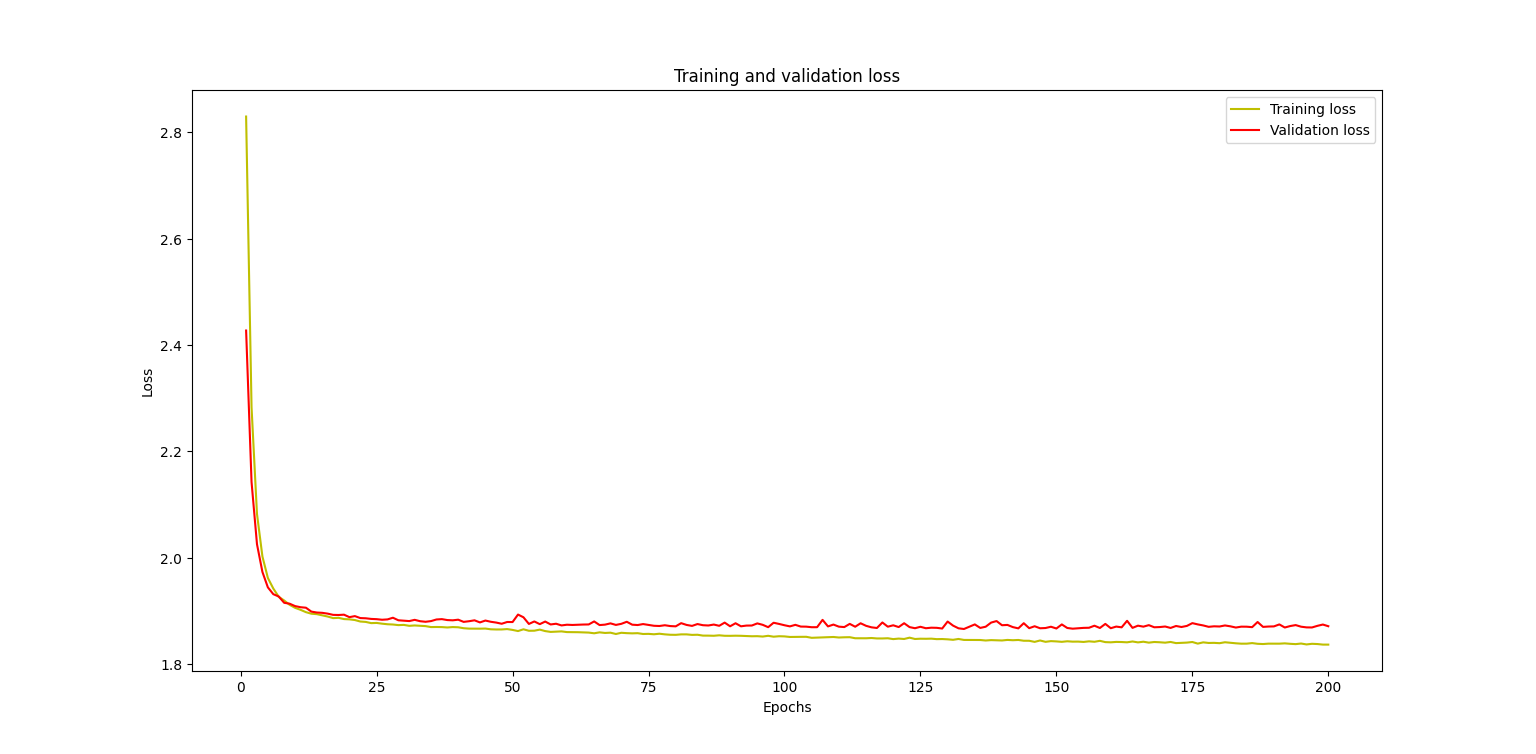 Training and validation loss
Training loss
Validation loss
2.8
2.6
2.4
2.2
2.0
1.8
Loss
0 25 50 75 100 125 150 175 200
Epochs